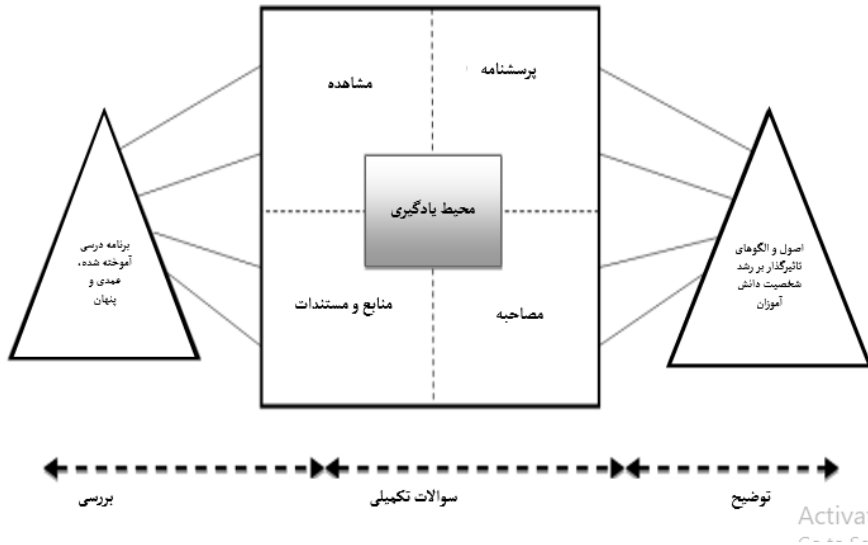 پرسشنامه
مشاهده
محیط یادگیری
منابع و مستندات
مصاحبه
اصول و الگوهای
تاثیرگذار بر رشد
شخصیت دانش
آموزان
برنامه درسی
آموخته شده،
عمدی و
پنهان
توضیح
سوالات تکمیلی
بررسی
Activa